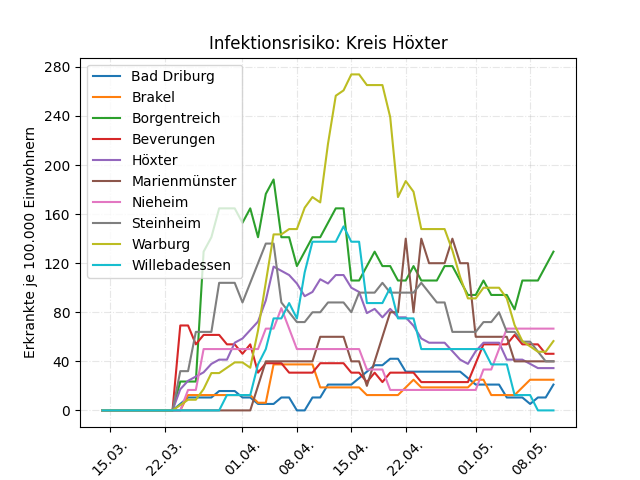 Infektionsrisiko: Kreis Höxter
Erkrankte je 100.000 Einwohnern
280
240
200
160
120
80
40
0
Bad Driburg
Brakel
Borgentreich
Beverungen
Höxter
Marienmünster
Nieheim
Steinheim
Warburg
Willebadessen
15.03.
22.03.
01.04.
08.04.
15.04.
22.04.
01.05.
08.05.